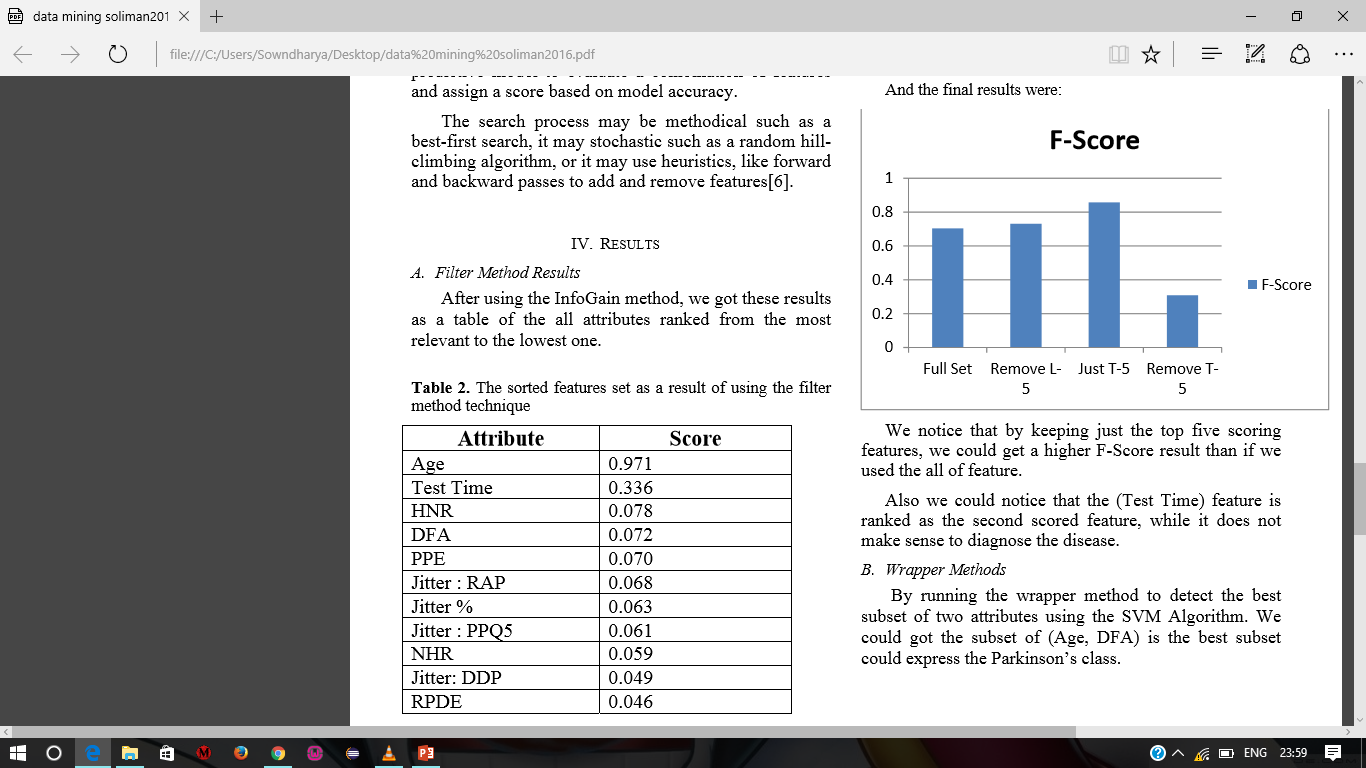 data mining soliman201
file:///C:/Users/Sowndharya/Desktop/data%20mining%20soliman2016.pdf
predictive model to evaluate a combination of features
and assign a score based on model accuracy.
The search process may be methodical such as a
best-first search, it may stochastic such as a random hill-
climbing algorithm, or it may use heuristics, like forward
and backward passes to add and remove features[6].
IV. RESULTS
A. Filter Method Results
After using the InfoGain method, we got these results
as a table of the all attributes ranked from the most
relevant to the lowest one.
Table 2. The sorted features set as a result of using the filter
method technique
Attribute Score
Age 0.971
Test Time 0.336
HNR 0.078
DFA 0.072
PPE 0.070
Jitter : RAP 0.068
Jitter % 0.063
Jitter : PPQ5 0.061
NHR 0.059
Jitter: DDP 0.049
RPDE 0.046
And the final results were:
F-Score
1
0.8
0.6
0.4
0.2
0
Full Set Remove L- Just T-5 Remove T-
5 5
F-Score
We notice that by keeping just the top five scoring
features, we could get a higher F-Score result than if we
used the all of feature.
Also we could notice that the (Test Time) feature is
ranked as the second scored feature, while it does not
make sense to diagnose the disease.
B. Wrapper Methods
By running the wrapper method to detect the best
subset of two attributes using the SVM Algorithm. We
could got the subset of (Age, DFA) is the best subset
could express the Parkinson's class.
ENG 23:59